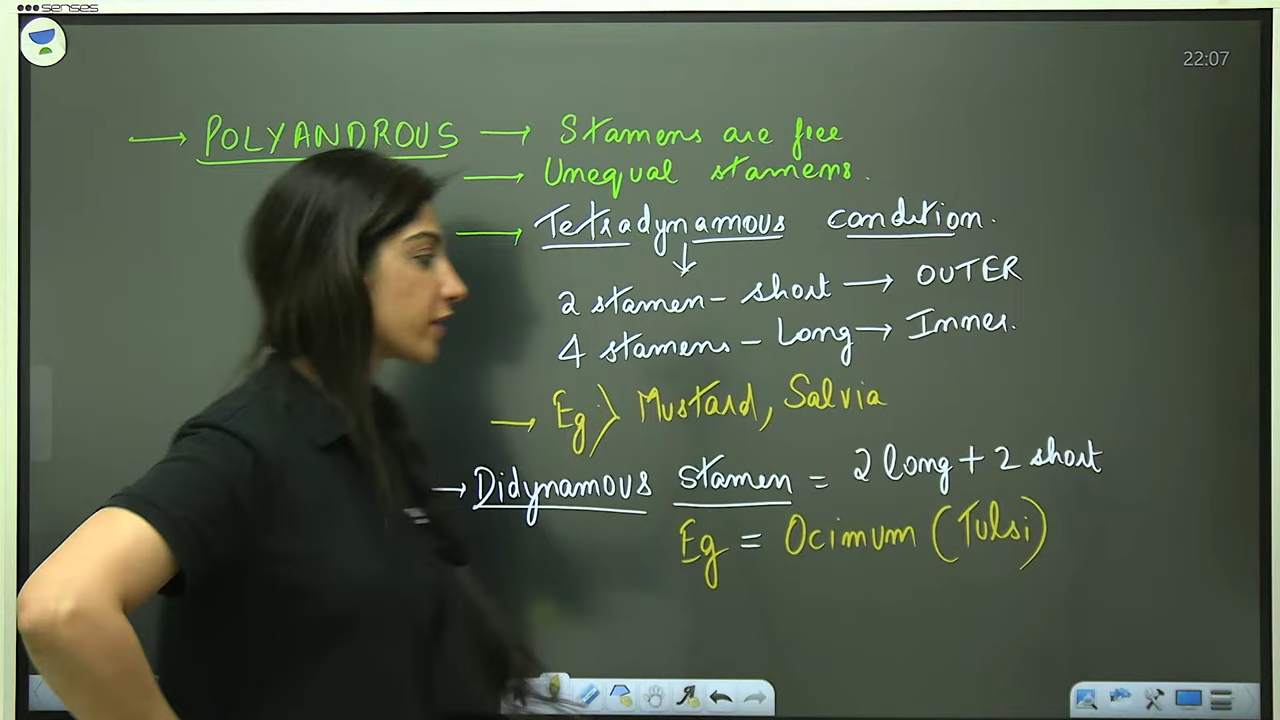 senses
22:07
→ POLYANDROUS → Stamens are free
→ Unequal stamens.
→ Tetradynamous condition.
↓
2 stamen - short → OUTER
4 stamens - Long → Inner.
→ Eg > Mustard, Salvia
→ Didynamous stamen = 2 long + 2 short
Eg = Ocimum (Tulsi)